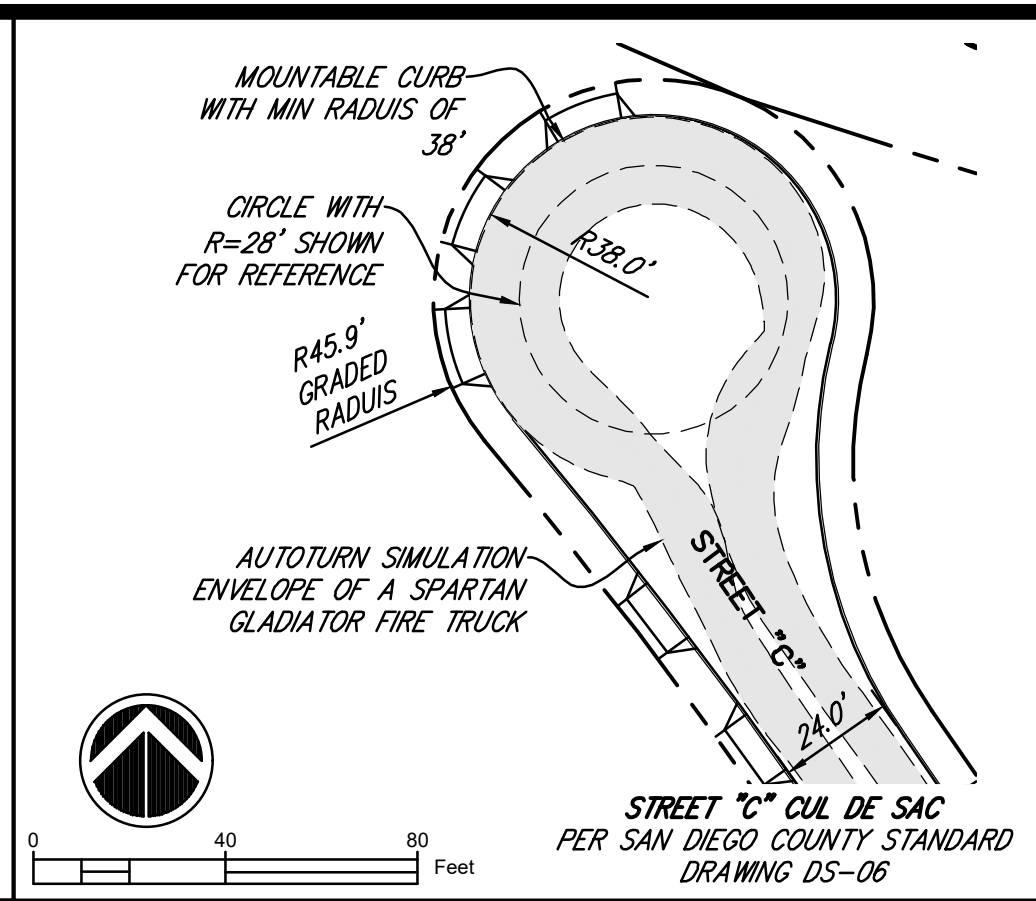 MOUNTABLE CURB
WITH MIN RADUIS OF
38'
CIRCLE WITH
R=28' SHOWN
FOR REFERENCE
R38.0'
R45.9'
GRADED
RADUIS
AUTOTURN SIMULATION
ENVELOPE OF A SPARTAN
GLADIATOR FIRE TRUCK
STREET "C"
24.0'
STREET "C" CUL DE SAC
PER SAN DIEGO COUNTY STANDARD
DRAWING DS-06
0 40 80
Feet